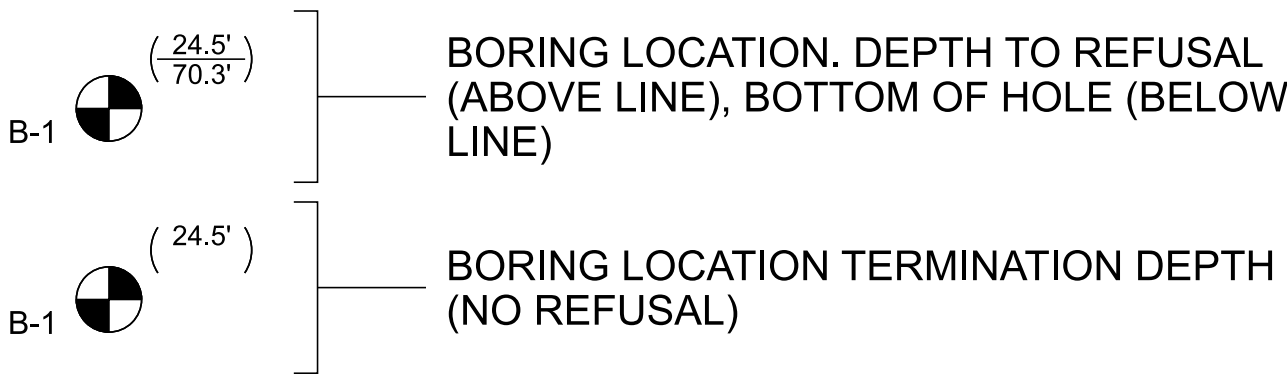 B-1
( 24.5' )
70.3'
BORING LOCATION. DEPTH TO REFUSAL
(ABOVE LINE), BOTTOM OF HOLE (BELOW
LINE)
B-1
( 24.5' )
BORING LOCATION TERMINATION DEPTH
(NO REFUSAL)